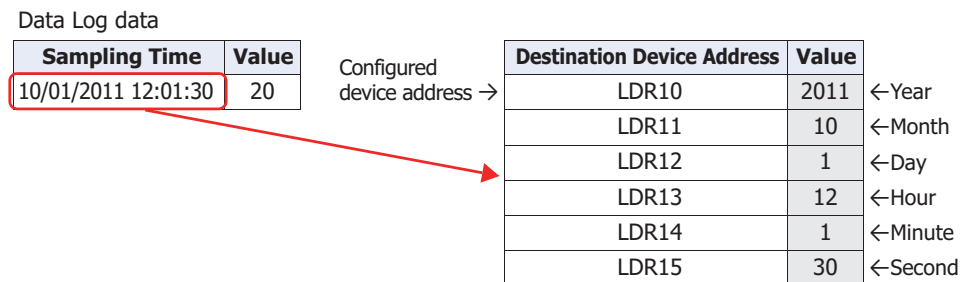 Data Log data
Sampling Time Value
10/01/2011 12:01:30 20
Configured
device address →
Destination Device Address Value
LDR10 2011 ←Year
LDR11 10 ←Month
LDR12 1 ←Day
LDR13 12 ←Hour
LDR14 1 ←Minute
LDR15 30 ←Second